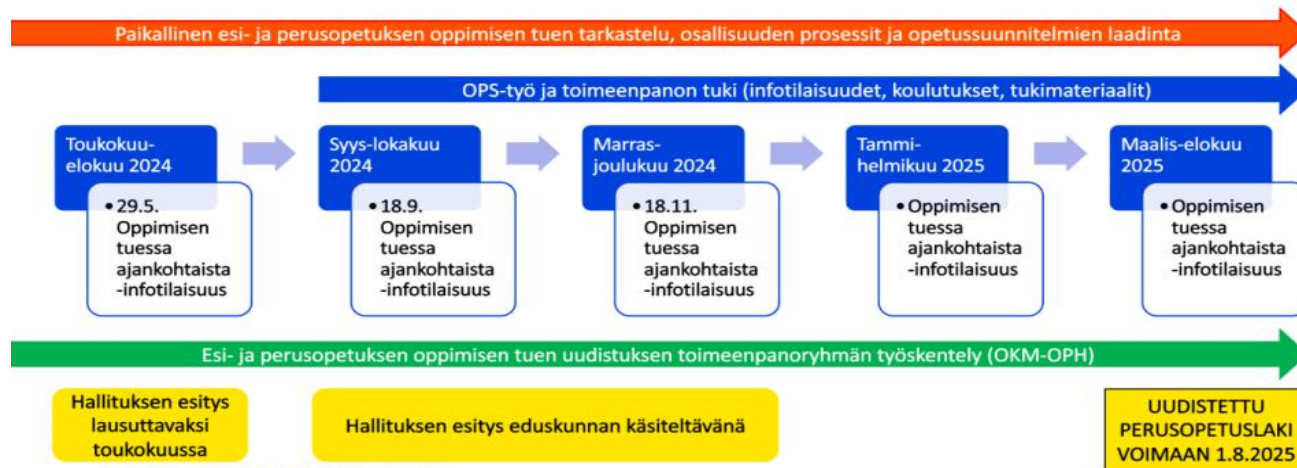 Paikallinen esi- ja perusopetuksen oppimisen tuen tarkastelu, osallisuuden prosessit ja opetussuunnitelmien laadinta
OPS-työ ja toimeenpanon tuki (infotilaisuudet, koulutukset, tukimateriaalit)
Toukokuu-
elokuu 2024
• 29.5.
Oppimisen
tuessa
ajankohtaista
-infotilaisuus
Syys-lokakuu
2024
• 18.9.
Oppimisen
tuessa
ajankohtaista
-infotilaisuus
Marras-
joulukuu 2024
• 18.11.
Oppimisen
tuessa
ajankohtaista
-infotilaisuus
Tammi-
helmikuu 2025
• Oppimisen
tuessa
ajankohtaista
-infotilaisuus
Maalis-elokuu
2025
• Oppimisen
tuessa
ajankohtaista
-infotilaisuus
Esi- ja perusopetuksen oppimisen tuen uudistuksen toimeenpanoryhmän työskentely (OKM-OPH)
Hallituksen esitys
lausuttavaksi
toukokuussa
Hallituksen esitys eduskunnan käsiteltävänä
UUDISTETTU
PERUSOPETUSLAKI
VOIMAAN 1.8.2025